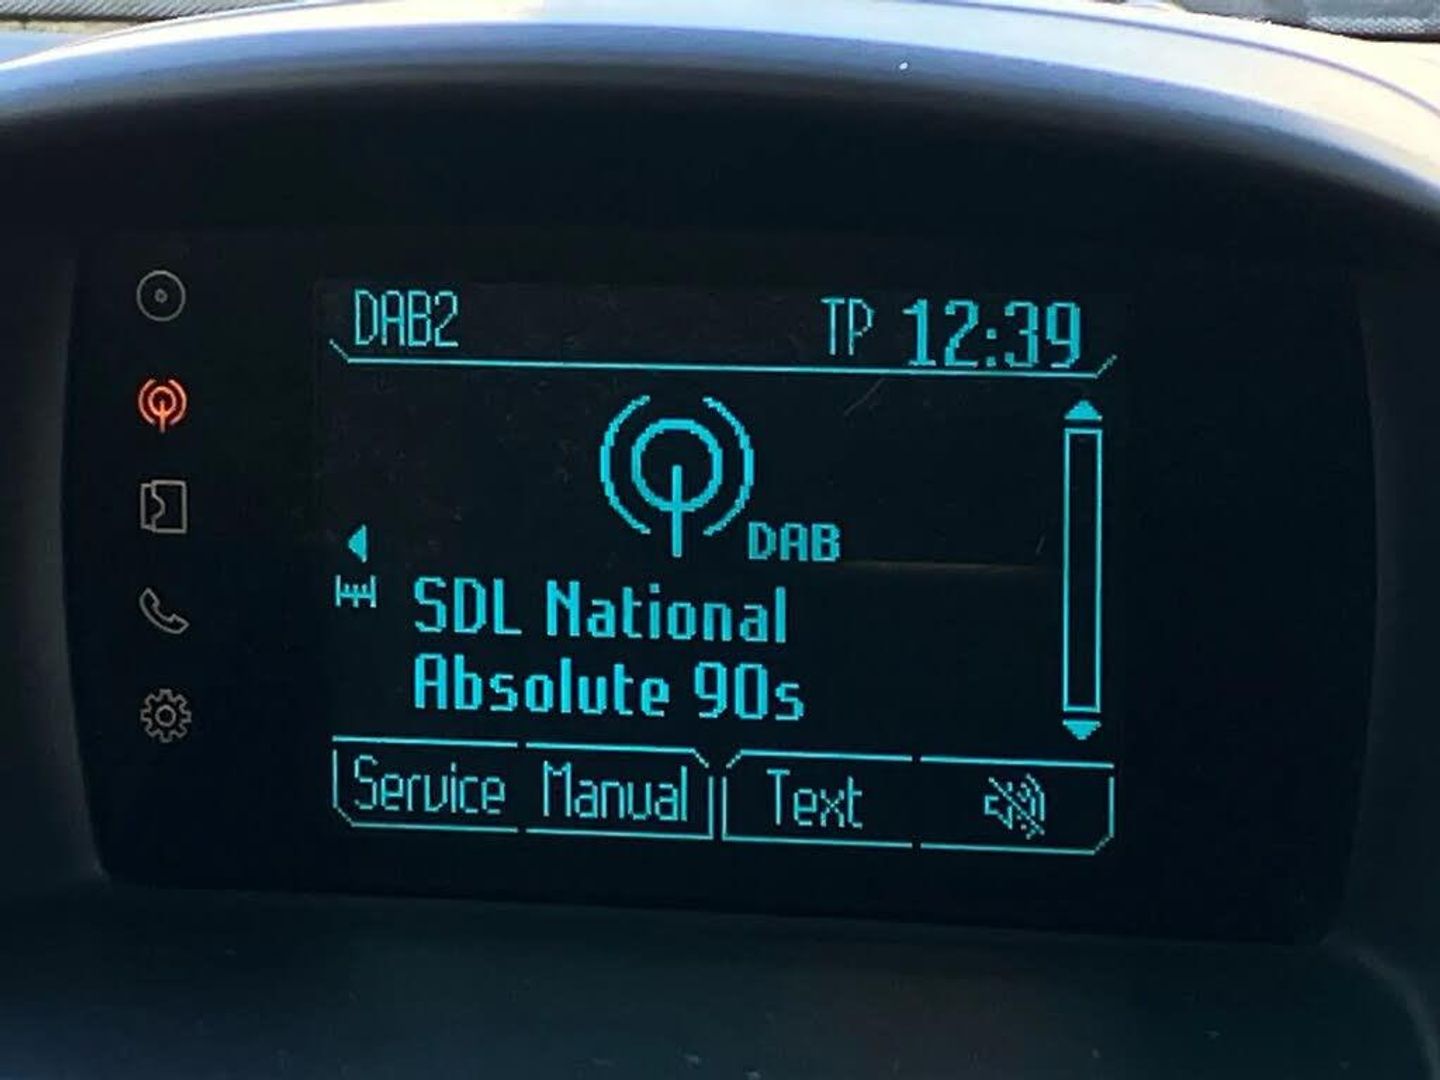 DAB2 TP 12:39
DAB
SDL National
Absolute 90s
Service Manual Text